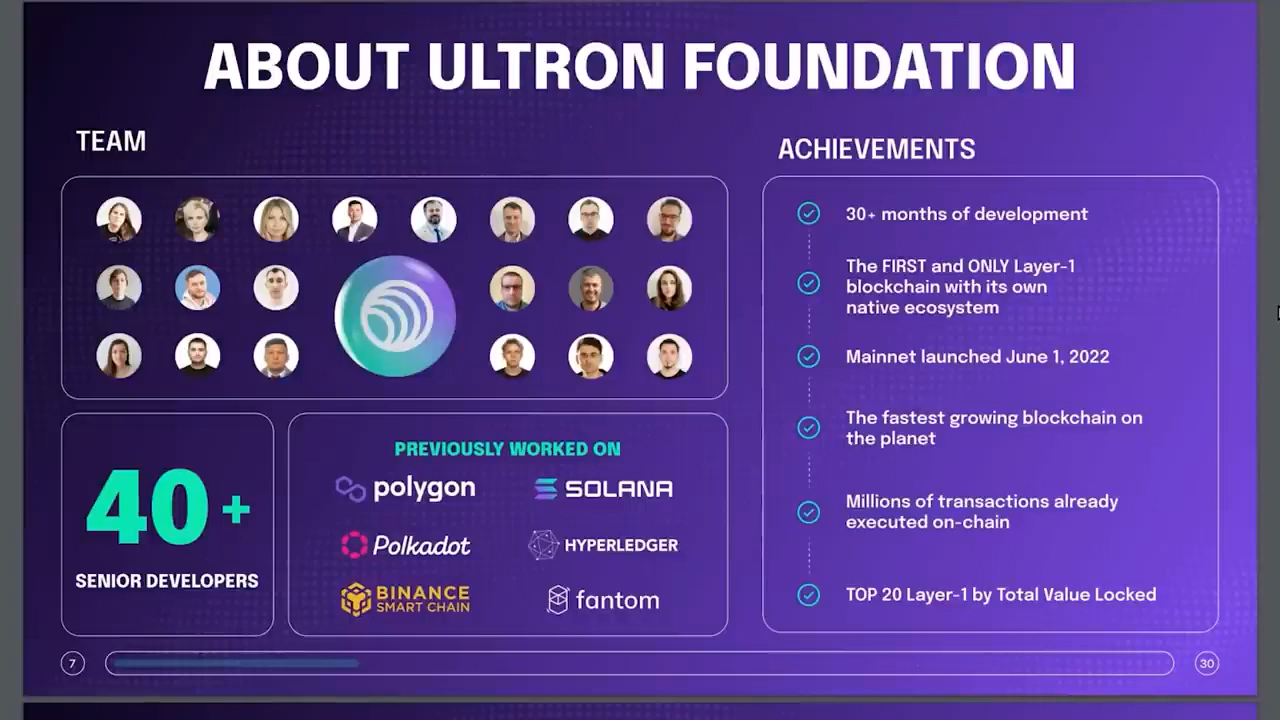 ABOUT ULTRON FOUNDATION
TEAM
40+
SENIOR DEVELOPERS
PREVIOUSLY WORKED ON
polygon
SOLANA
Polkadot
HYPERLEDGER
BINANCE
SMART CHAIN
fantom
ACHIEVEMENTS
30+ months of development
The FIRST and ONLY Layer-1
blockchain with its own
native ecosystem
Mainnet launched June 1, 2022
The fastest growing blockchain on
the planet
Millions of transactions already
executed on-chain
TOP 20 Layer-1 by Total Value Locked
7
30